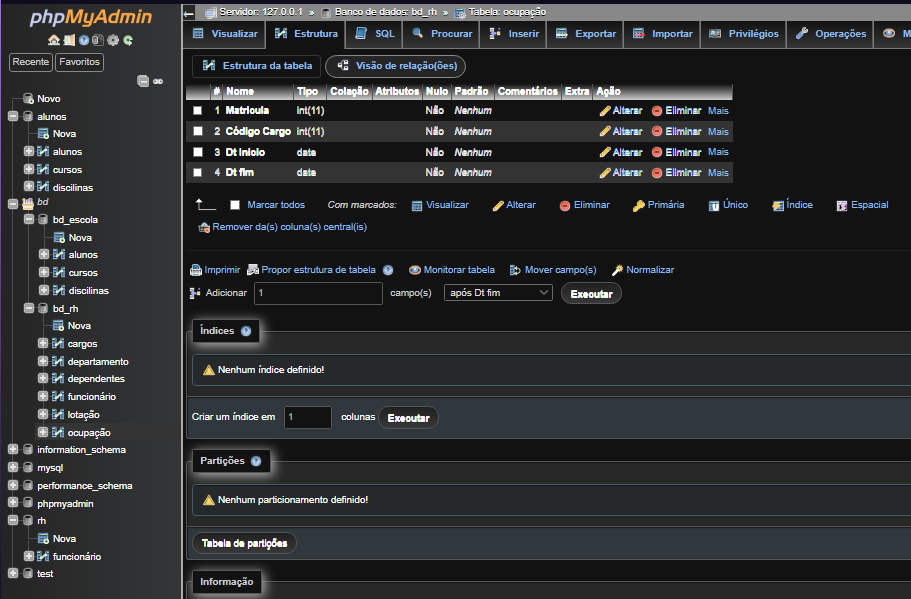 phpMyAdmin
Recente Favoritos
Novo
alunos
Nova
alunos
cursos
discilinas
bd
bd_escola
Nova
alunos
cursos
discilinas
bd_rh
Nova
cargos
departamento
dependentes
funcionário
lotação
ocupação
information_schema
mysql
performance_schema
phpmyadmin
rh
Nova
funcionário
test
Servidor: 127.0.0.1 » Banco de dados: bd_rh » Tabela: ocupação
Visualizar Estrutura SQL Procurar Inserir Exportar Importar Privilégios Operações M
Estrutura da tabela Visão de relação(ões)
# Nome Tipo Colação Atributos Nulo Padrão Comentários Extra Ação
1 Matricula int(11) Não Nenhum Alterar Eliminar Mais
2 Código Cargo int(11) Não Nenhum Alterar Eliminar Mais
3 Dt Inicio date Não Nenhum Alterar Eliminar Mais
4 Dt fim date Não Nenhum Alterar Eliminar Mais
Marcar todos Com marcados: Visualizar Alterar Eliminar Primária Único Índice Espacial
Remover da(s) coluna(s) central(is)
Imprimir Propor estrutura de tabela Monitorar tabela Mover campo(s) Normalizar
Adicionar 1 campo(s) após Dt fim Executar
Índices
Nenhum índice definido!
Criar um índice em 1 colunas Executar
Partições
Nenhum particionamento definido!
Tabela de partições
Informação